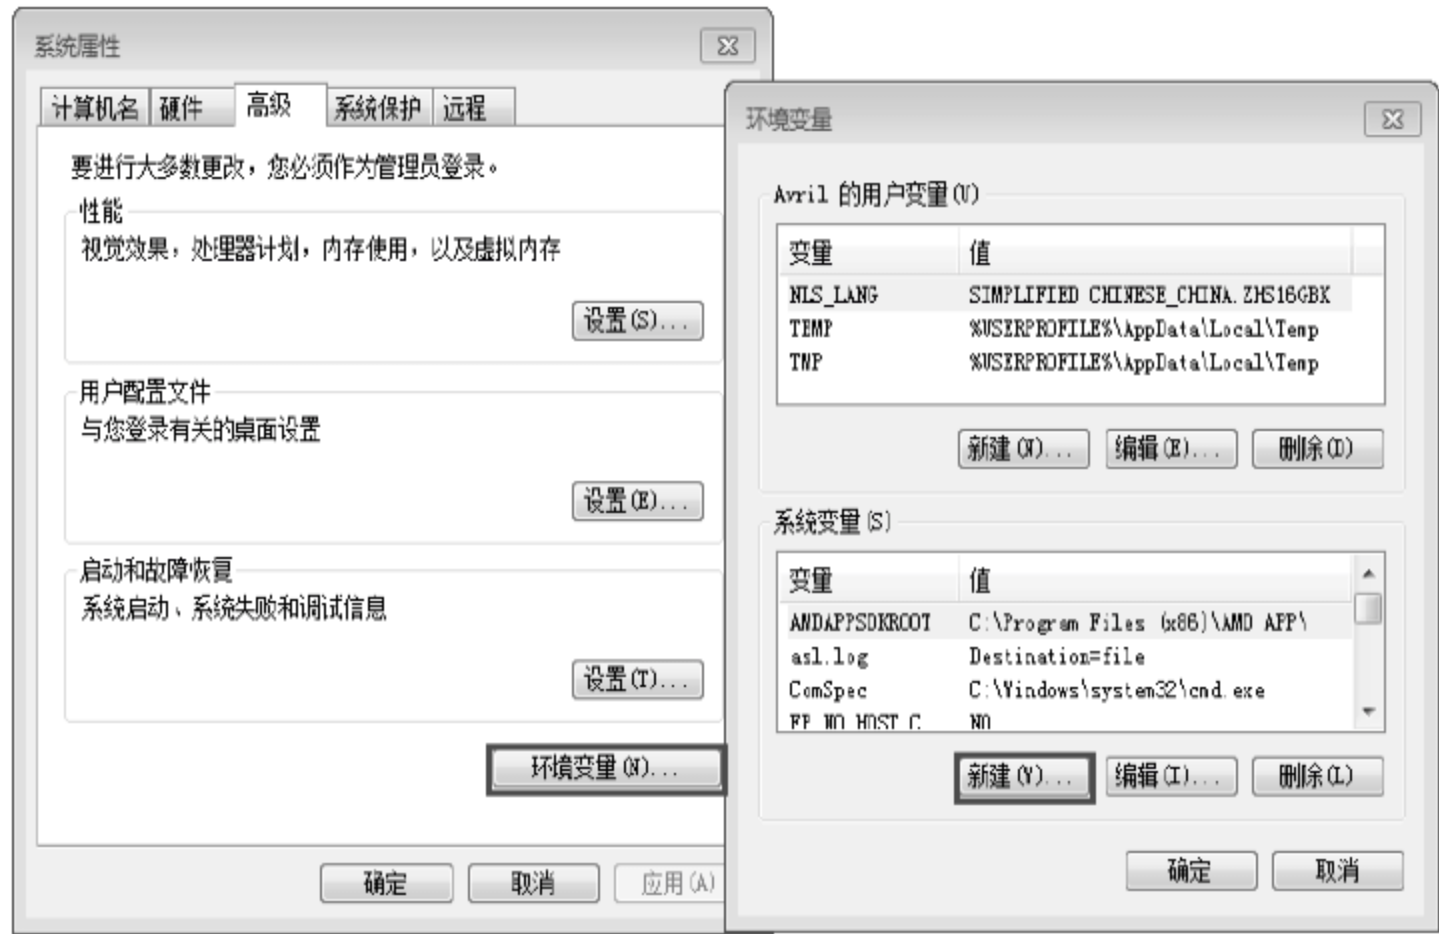 系统属性
计算机名 硬件 高级 系统保护 远程
要进行大多数更改，您必须作为管理员登录。
性能
视觉效果，处理器计划，内存使用，以及虚拟内存
设置(S)...
用户配置文件
与您登录有关的桌面设置
设置(E)...
启动和故障恢复
系统启动、系统失败和调试信息
设置(T)...
环境变量(N)...
确定 取消 应用(A)
环境变量
Avril 的用户变量(U)
变量 值
NLS_LANG SIMPLIFIED CHINESE_CHINA.ZHS16GBK
TEMP %USERPROFILE%\AppData\Local\Temp
TMP %USERPROFILE%\AppData\Local\Temp
新建(N)... 编辑(E)... 删除(D)
系统变量(S)
变量 值
AMDAPPSDKROOT C:\Program Files (x86)\AMD APP\
asl.log Destination=file
ComSpec C:\Windows\system32\cmd.exe
FP_NO_HOST_C NO
新建(W)... 编辑(I)... 删除(L)
确定 取消